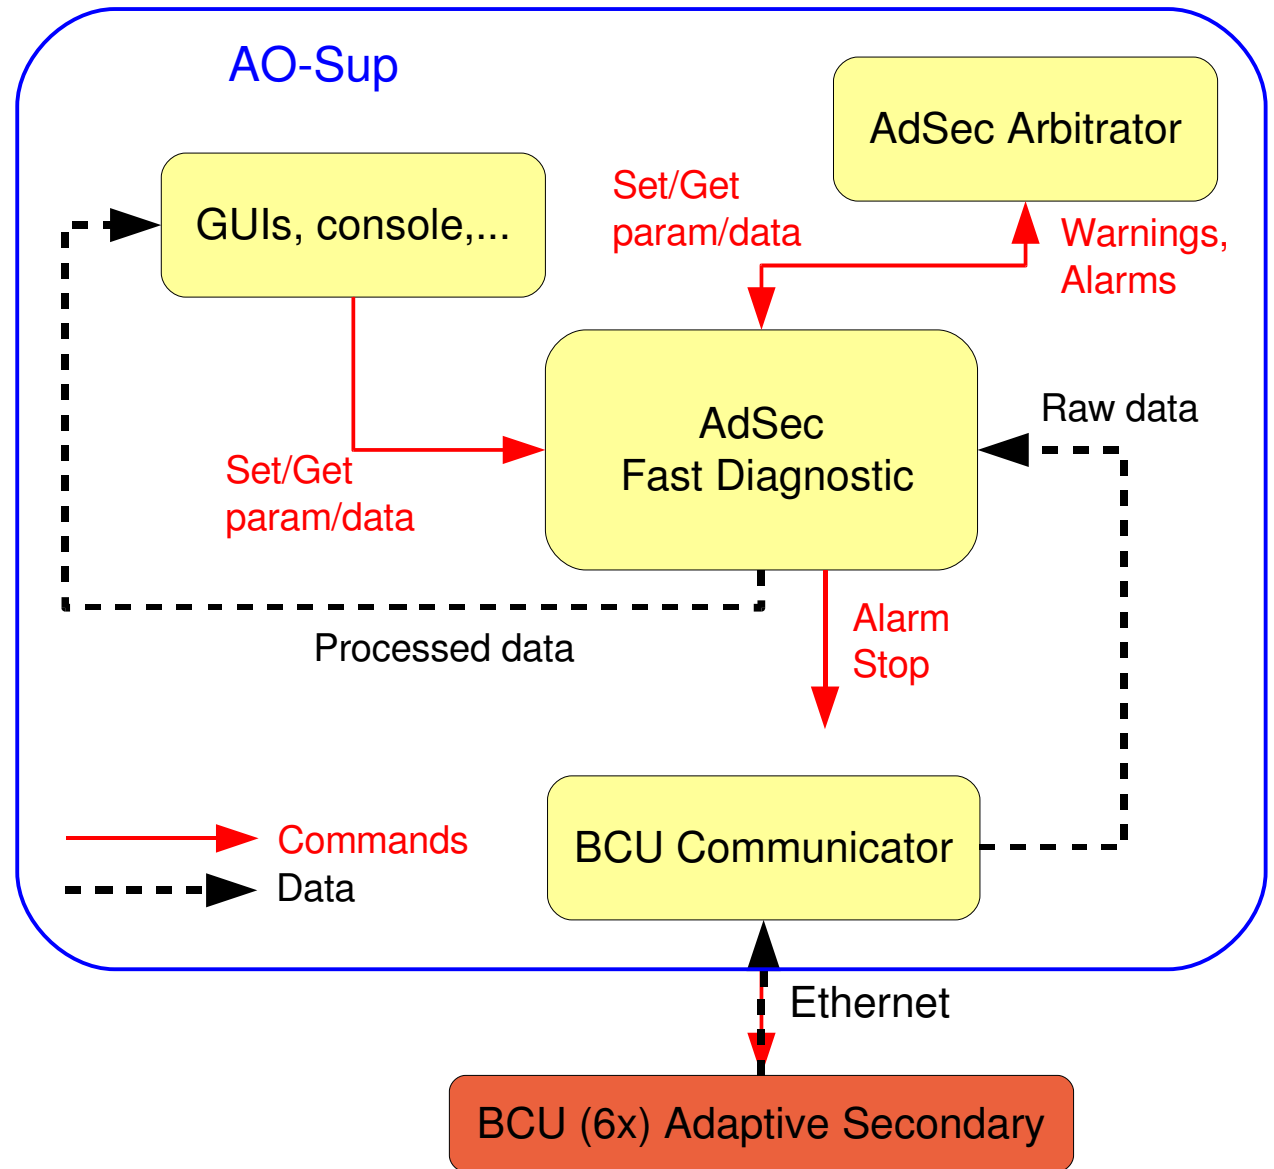 AO-Sup
AdSec Arbitrator
GUIs, console,...
Set/Get
param/data
Warnings,
Alarms
AdSec
Fast Diagnostic
Raw data
Set/Get
param/data
Alarm
Stop
Processed data
Commands
Data
BCU Communicator
Ethernet
BCU (6x) Adaptive Secondary